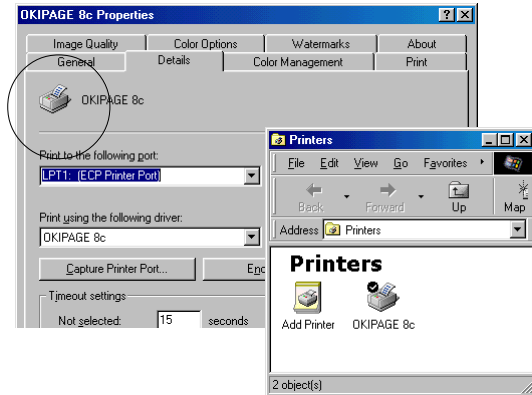 OKIPAGE 8c Properties
Image Quality Color Options Watermarks About
General Details Color Management Print
OKIPAGE 8c
Print to the following port:
LPT1: (ECP Printer Port)
Print using the following driver:
OKIPAGE 8c
Capture Printer Port... Enc
Timeout settings
Not selected: 15 seconds
Printers
File Edit View Go Favorites
Back Forward Up Map
Address Printers
Printers
Add Printer OKIPAGE 8c
2 object(s)